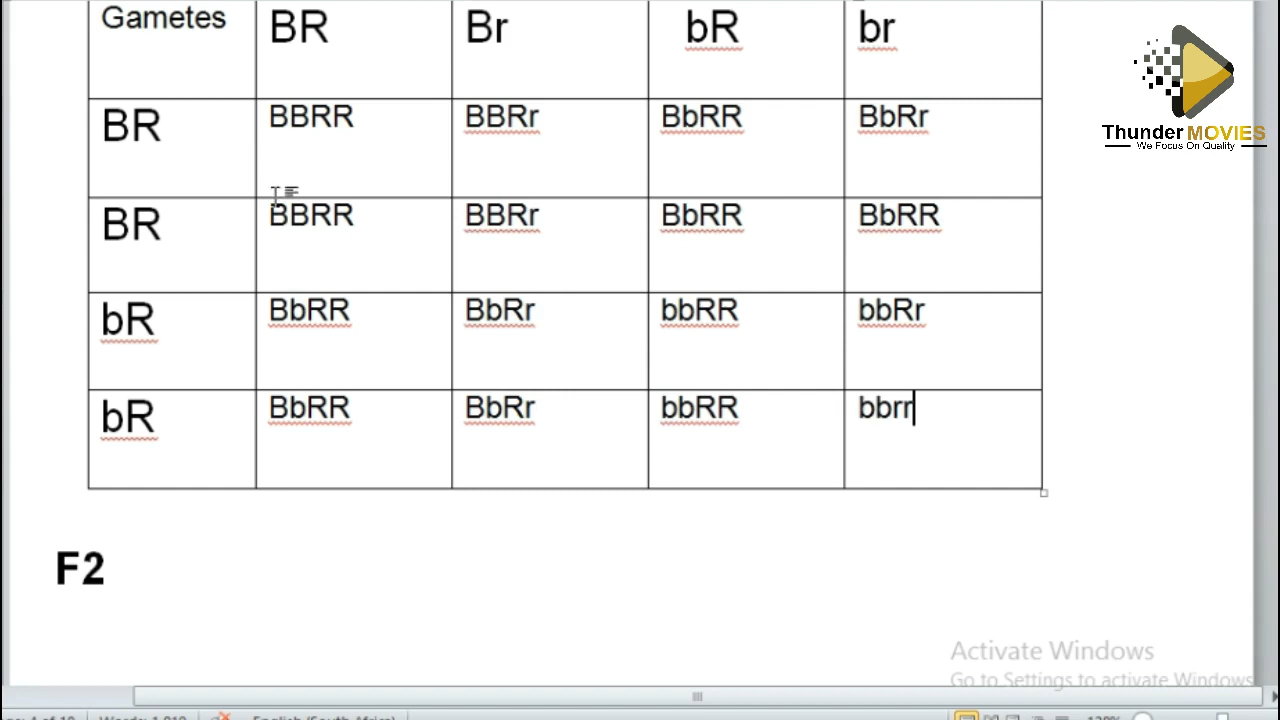 Gametes BR Br bR br
BR BBRR BBRr BbRR BbRr
BR BBRR BBRr BbRR BbRR
bR BbRR BbRr bbRR bbRr
bR BbRR BbRr bbRR bbrr
F2
Thunder MOVIES
We Focus On Quality
Activate Windows
Go to Settings to activate Windows
English (South Africa)